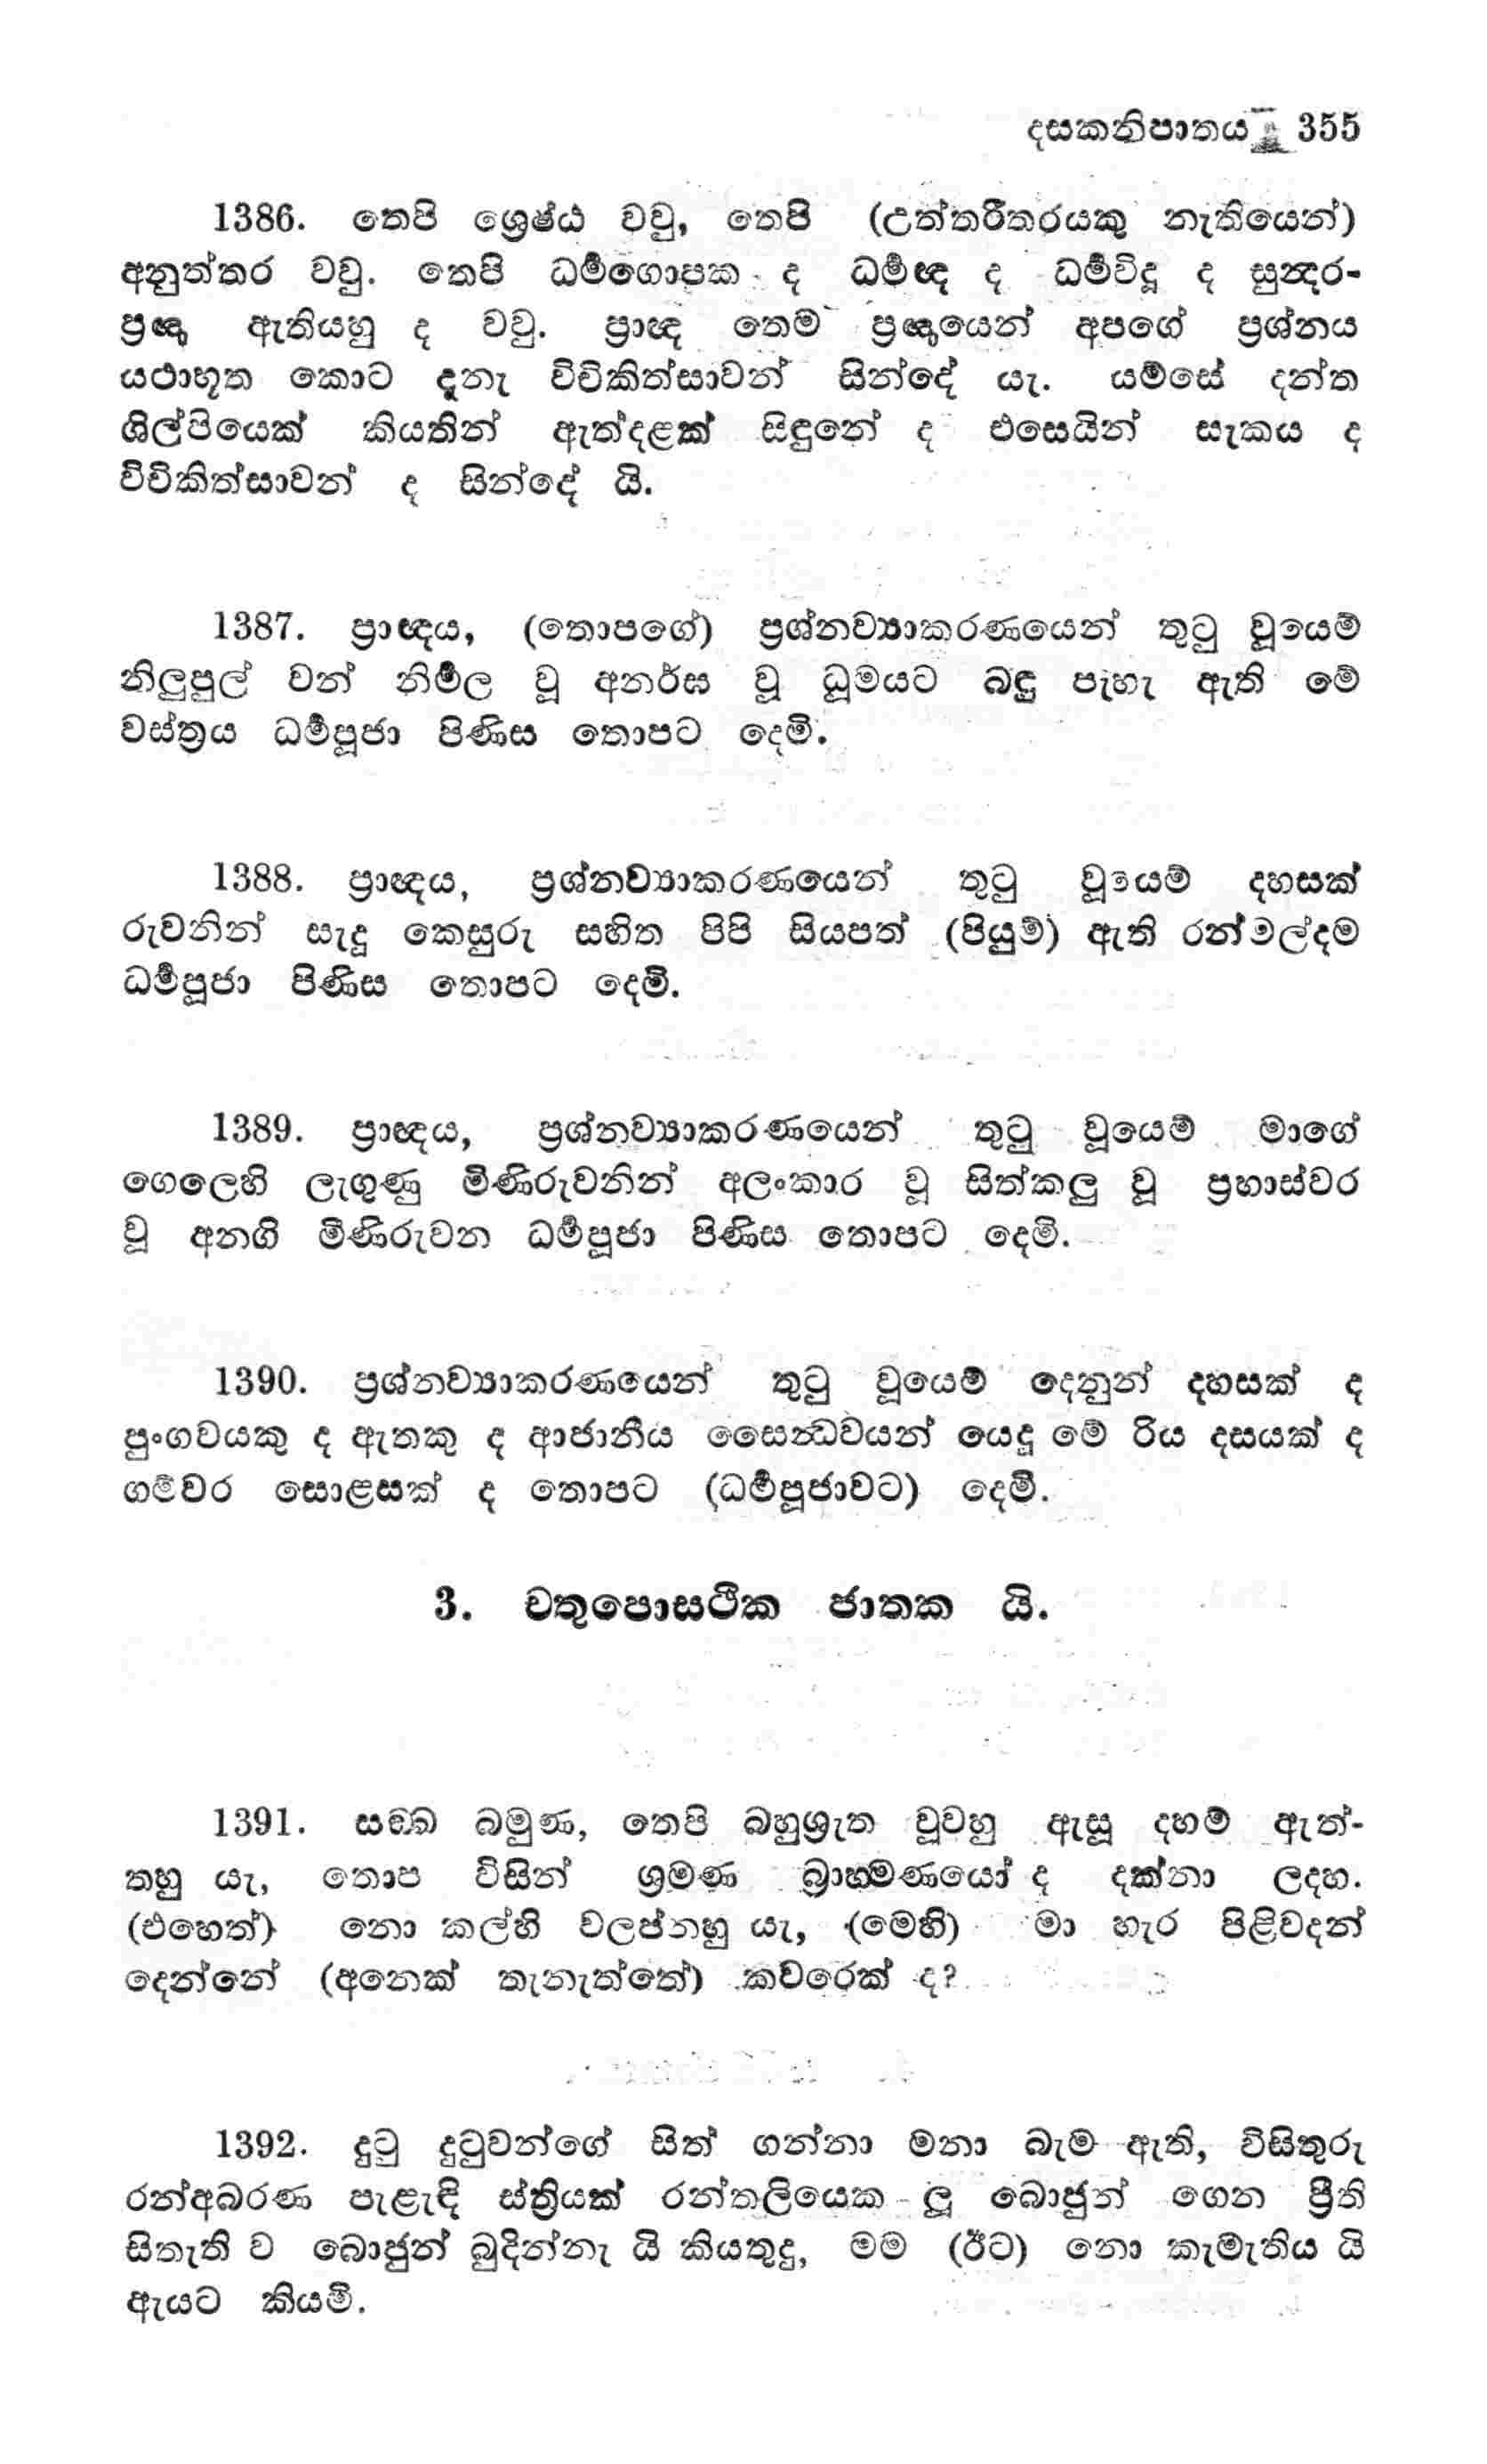 දසකනිපාතය 355
1386. තෙපි ශ්‍රෙෂ්ඨ වවු, තෙපි (උත්තරීතරයකු නැතියෙන්)
අනුත්තර වවු. තෙපි ධර්‍මගොපක ද ධර්‍මඥ ද ධර්‍මවිදූ ද සුන්‍දර-
ප්‍රඥා ඇතියහු ද වවු. ප්‍රාඥ තෙම ප්‍රඥායෙන් අපගේ ප්‍රශ්නය
යථාභූත කොට දැනැ විචිකිත්සාවන් සින්දේ යැ. යම්සේ දන්ත
ශිල්පියෙක් කියතින් ඇත්දළක් සිඳුනේ ද එසෙයින් සැකය ද
විචිකිත්සාවන් ද සින්දේ යි.
1387. ප්‍රාඥය, (තොපගේ) ප්‍රශ්නව්‍යාකරණයෙන් තුටු වූයෙම්
නිලුපුල් වන් නිර්‍මල වූ අනර්ඝ වූ ධූමයට බඳු පැහැ ඇති මේ
වස්ත්‍රය ධර්‍මපූජා පිණිස තොපට දෙමි.
1388. ප්‍රාඥය, ප්‍රශ්නව්‍යාකරණයෙන් තුටු වූයෙම් දහසක්
රුවනින් සැදූ කෙසුරු සහිත පිපි සියපත් (පියුම්) ඇති රන්මල්දම
ධර්‍මපූජා පිණිස තොපට දෙමි.
1389. ප්‍රාඥය, ප්‍රශ්නව්‍යාකරණයෙන් තුටු වූයෙම් මාගේ
ගෙලෙහි ලැගුණු මිණිරුවනින් අලංකාර වූ සිත්කලු වූ ප්‍රභාස්වර
වූ අනගි මිණිරුවන ධර්‍මපූජා පිණිස තොපට දෙමි.
1390. ප්‍රශ්නව්‍යාකරණයෙන් තුටු වූයෙම් දෙනුන් දහසක් ද
පුංගවයකු ද ඇතකු ද ආජානීය සෛන්‍ධවයන් යෙදූ මේ රිය දසයක් ද
ගම්වර සොළසක් ද තොපට (ධර්‍මපූජාවට) දෙමි.
3. චතුපොසථික ජාතක යි.
1391. සඞ්ඛ බමුණ, තෙපි බහුශ්‍රැත වූවහු ඇසූ දහම් ඇත්-
තහු යැ, තොප විසින් ශ්‍රමණ බ්‍රාහ්මණයෝ ද දක්නා ලදහ.
(එහෙත්) නො කල්හි වලප්නහු යැ, (මෙහි) මා හැර පිළිවදන්
දෙන්නේ (අනෙක් තැනැත්තේ) කවරෙක් ද?
1392. දුටු දුටුවන්ගේ සිත් ගන්නා මනා බැම ඇති, විසිතුරු
රන්අබරණ පැළැඳි ස්ත්‍රියක් රන්තලියෙක ලූ බොජුන් ගෙන ප්‍රීති
සිතැති ව බොජුන් බුදින්නැ යි කියතුදු, මම (ඊට) නො කැමැතිය යි
ඇයට කියමි.